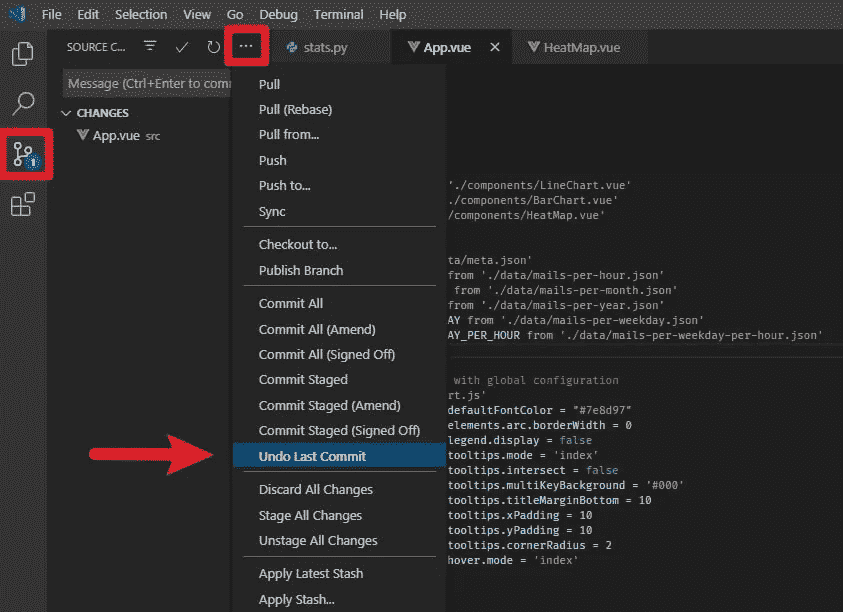 File Edit Selection View Go Debug Terminal Help
SOURCE C... ... stats.py App.vue HeatMap.vue
Message (Ctrl+Enter to com
CHANGES
App.vue src
1
Pull
Pull (Rebase)
Pull from...
Push
Push to...
Sync
Checkout to...
Publish Branch
Commit All
Commit All (Amend)
Commit All (Signed Off)
Commit Staged
Commit Staged (Amend)
Commit Staged (Signed Off)
Undo Last Commit
Discard All Changes
Stage All Changes
Unstage All Changes
Apply Latest Stash
Apply Stash...
'./components/LineChart.vue'
./components/BarChart.vue'
/components/HeatMap.vue'
ta/meta.json'
from './data/mails-per-hour.json'
from './data/mails-per-month.json'
from './data/mails-per-year.json'
AY from './data/mails-per-weekday.json'
AY_PER_HOUR from './data/mails-per-weekday-per-hour.json'
with global configuration
rt.js'
defaultFontColor = "#7e8d97"
elements.arc.borderWidth = 0
legend.display = false
tooltips.mode = 'index'
tooltips.intersect = false
tooltips.multiKeyBackground = '#000'
tooltips.titleMarginBottom = 10
tooltips.xPadding = 10
tooltips.yPadding = 10
tooltips.cornerRadius = 2
hover.mode = 'index'